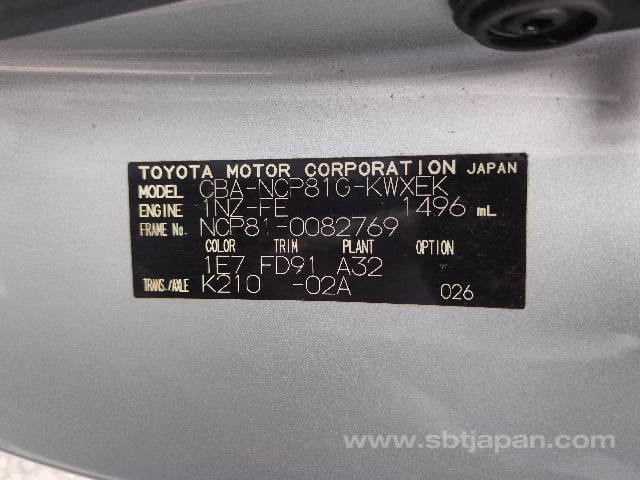 TOYOTA MOTOR CORPORATION JAPAN
MODEL CBA-NCP81G-KWXEK
ENGINE 1NZ-FE 1496 mL
FRAME No. NCP81-0082769
COLOR TRIM PLANT OPTION
1E7 FD91 A32
TRANS./AXLE K210 -02A 026
www.sbtjapan.com